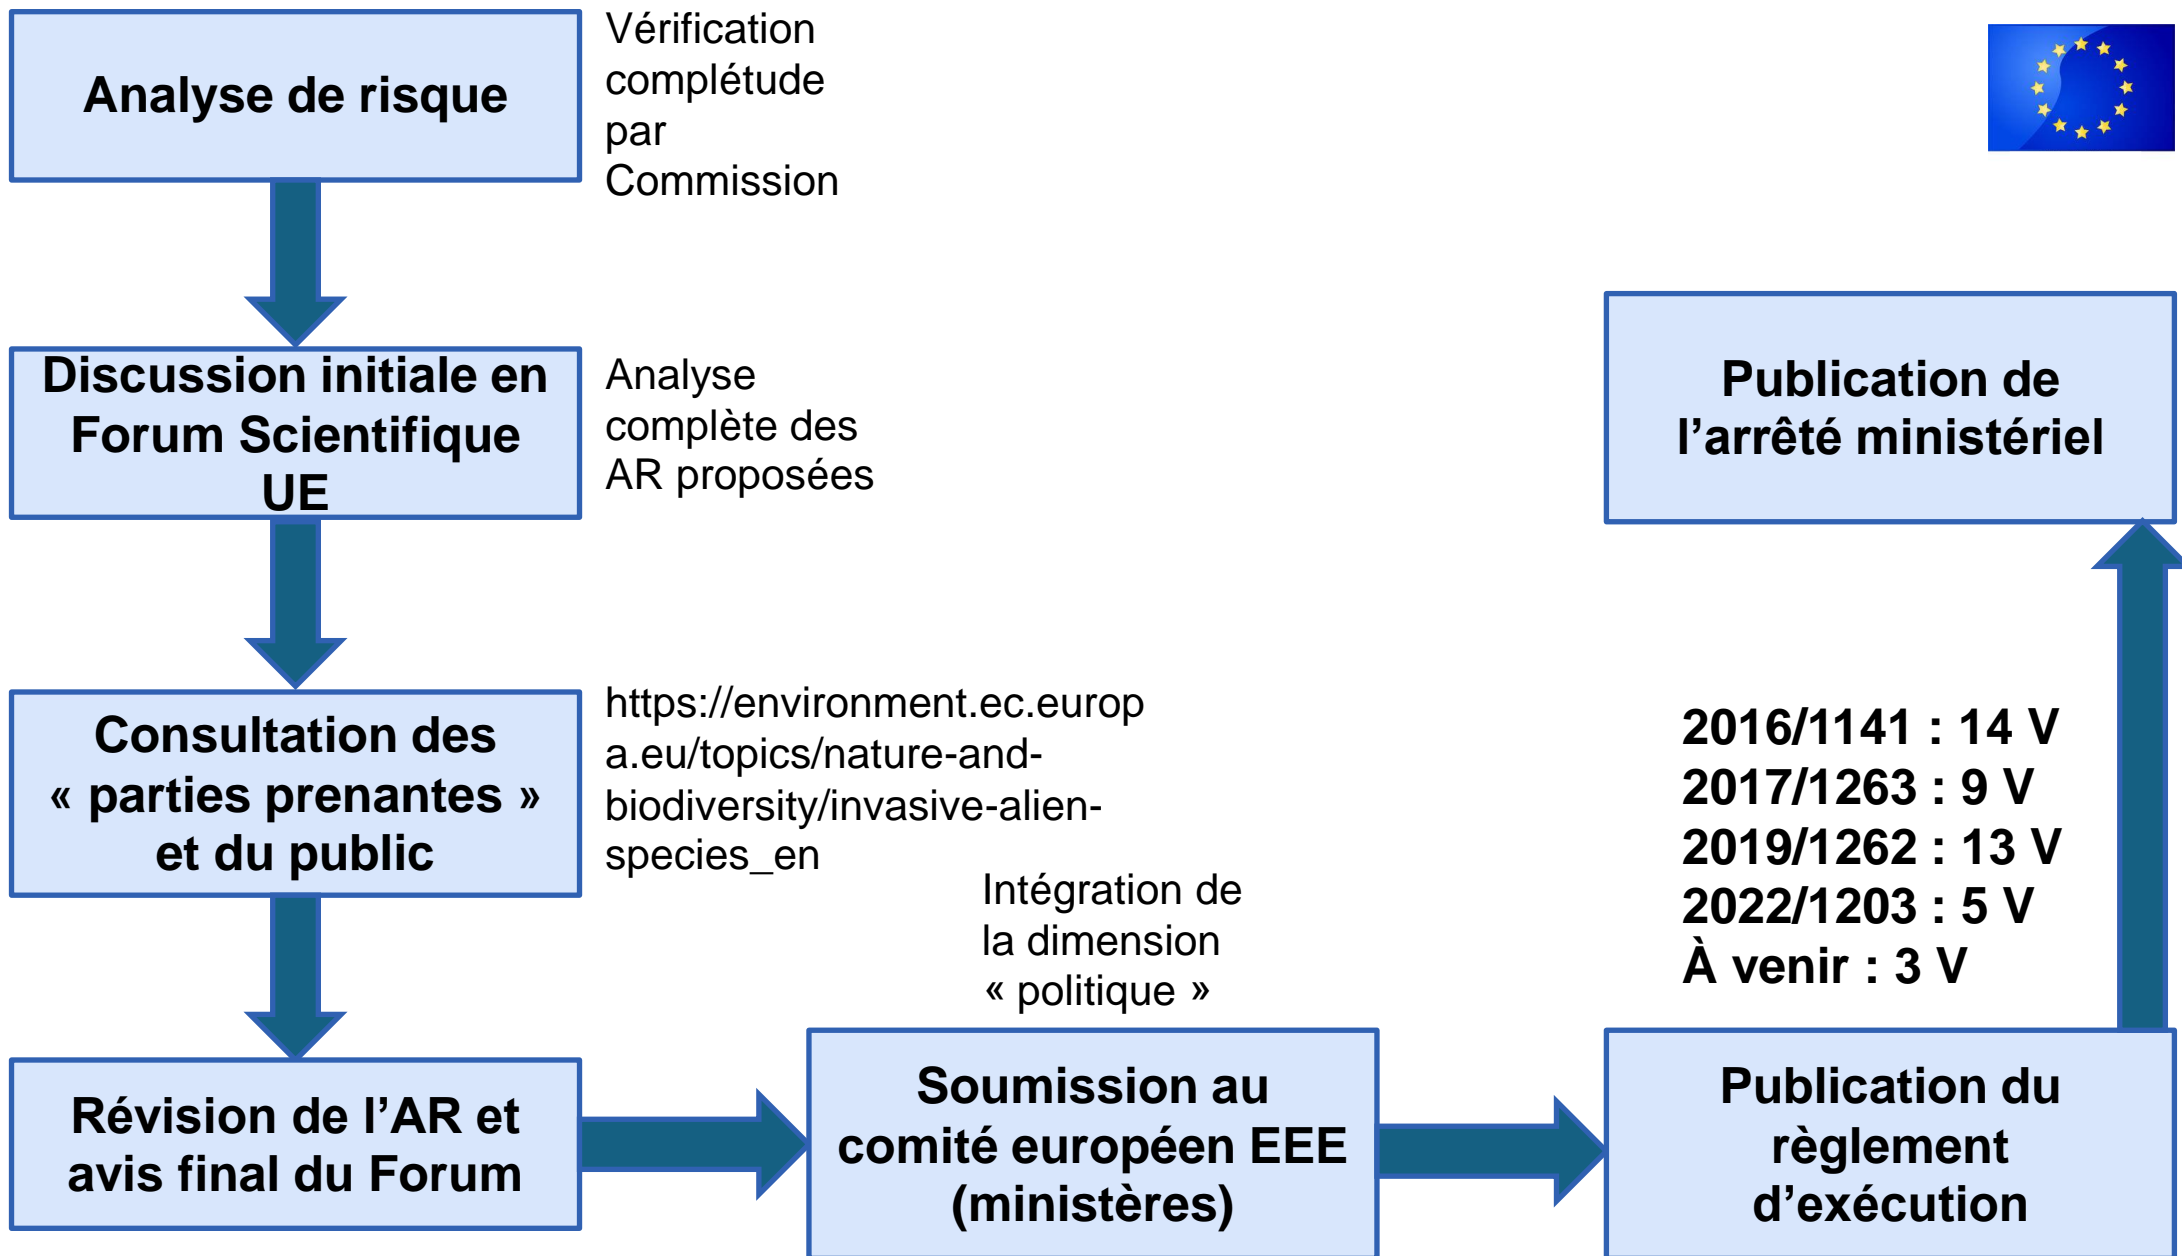 Analyse de risque
Vérification
complétude
par
Commission
Discussion initiale en
Forum Scientifique
UE
Analyse
complète des
AR proposées
Consultation des
« parties prenantes »
et du public
https://environment.ec.europ
a.eu/topics/nature-and-
biodiversity/invasive-alien-
species_en
Révision de l’AR et
avis final du Forum
Intégration de
la dimension
« politique »
Soumission au
comité européen EEE
(ministères)
Publication du
règlement
d’exécution
2016/1141 : 14 V
2017/1263 : 9 V
2019/1262 : 13 V
2022/1203 : 5 V
À venir : 3 V
Publication de
l’arrêté ministériel